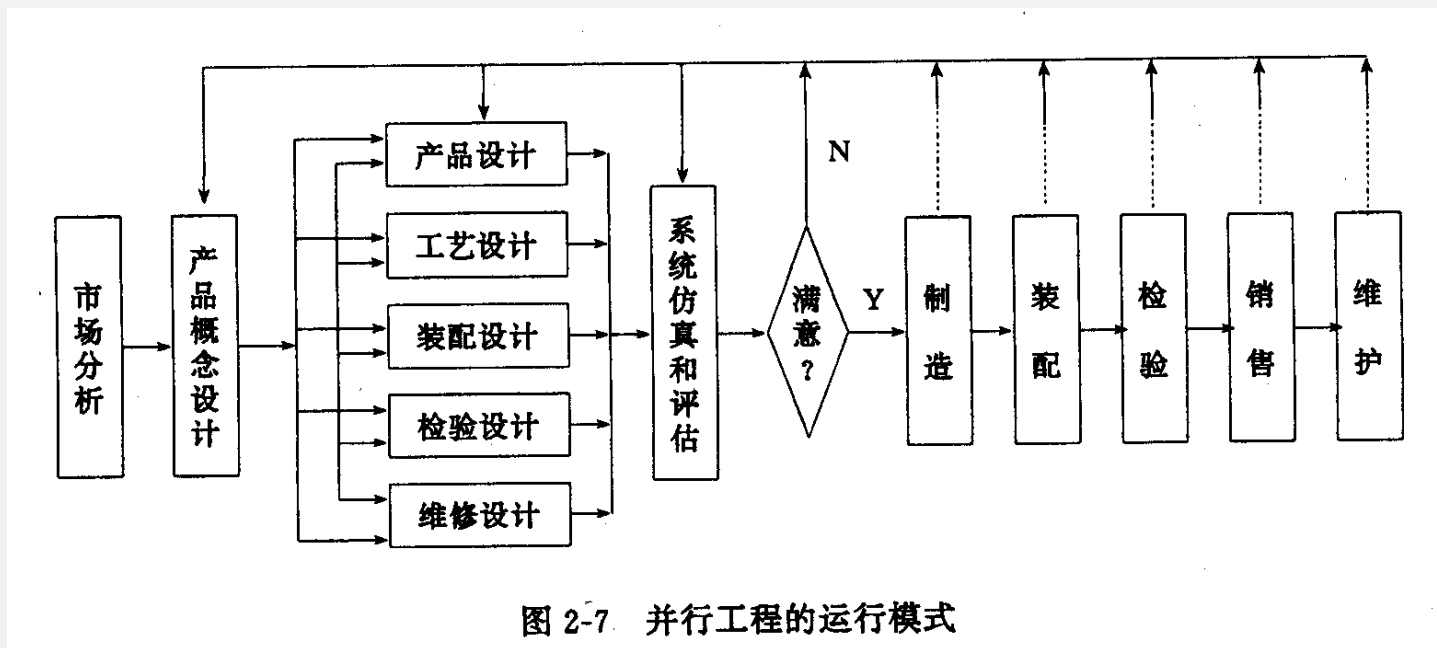 市场分析
产品概念设计
产品设计
工艺设计
装配设计
检验设计
维修设计
系统仿真和评估
满意?
N
Y
制造
装配
检验
销售
维护
图 2-7 并行工程的运行模式